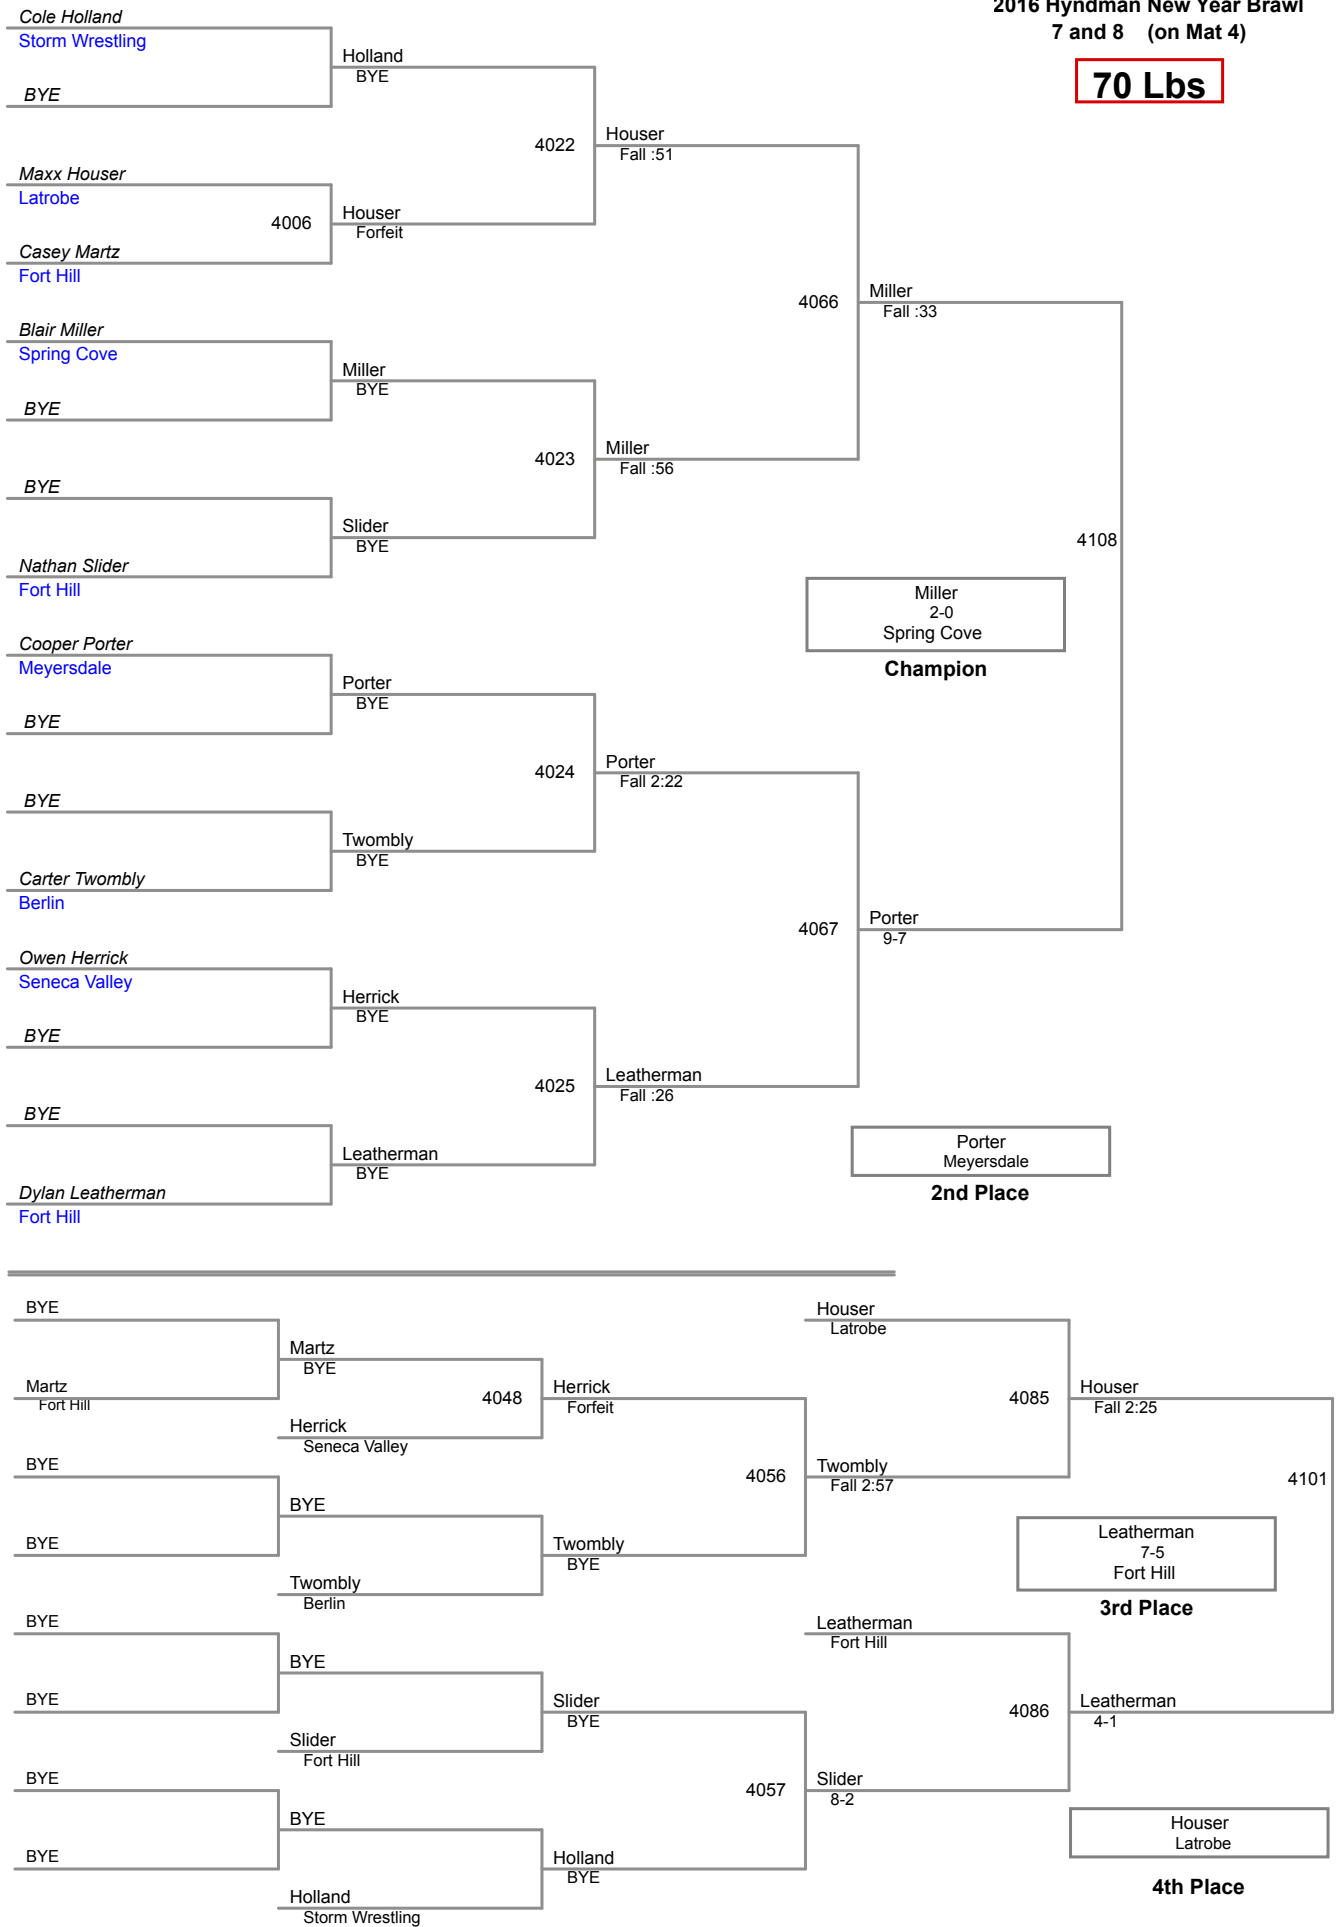 2016 Hyndman New Year Brawl
7 and 8 (on Mat 4)
70 Lbs
Cole Holland
Storm Wrestling
Holland
BYE
BYE
4022
Houser
Fall :51
Maxx Houser
Latrobe
4006
Houser
Forfeit
Casey Martz
Fort Hill
4066
Miller
Fall :33
Blair Miller
Spring Cove
Miller
BYE
BYE
4023
Miller
Fall :56
BYE
Slider
BYE
Nathan Slider
Fort Hill
4108
Miller
2-0
Spring Cove
Champion
Cooper Porter
Meyersdale
Porter
BYE
BYE
4024
Porter
Fall 2:22
BYE
Twombly
BYE
Carter Twombly
Berlin
4067
Porter
9-7
Owen Herrick
Seneca Valley
Herrick
BYE
BYE
4025
Leatherman
Fall :26
BYE
Leatherman
BYE
Dylan Leatherman
Fort Hill
Porter
Meyersdale
2nd Place
BYE
Houser
Latrobe
Martz
BYE
Martz
Fort Hill
4048
Herrick
Forfeit
4085
Houser
Fall 2:25
Herrick
Seneca Valley
BYE
4056
Twombly
Fall 2:57
4101
BYE
BYE
Twombly
BYE
Leatherman
7-5
Fort Hill
3rd Place
Twombly
Berlin
BYE
Leatherman
Fort Hill
BYE
BYE
Slider
BYE
4086
Leatherman
4-1
Slider
Fort Hill
BYE
4057
Slider
8-2
BYE
Houser
Latrobe
4th Place
BYE
Holland
BYE
Holland
Storm Wrestling